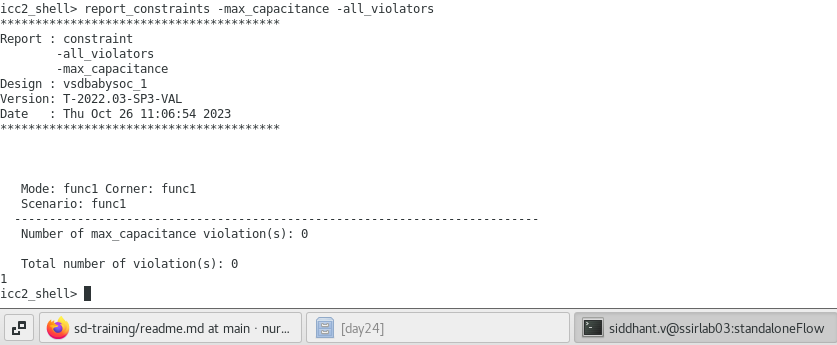 icc2_shell> report_constraints -max_capacitance -all_violators
****************************************
Report : constraint
        -all_violators
        -max_capacitance
Design : vsdbabysoc_1
Version: T-2022.03-SP3-VAL
Date   : Thu Oct 26 11:06:54 2023
****************************************
   Mode: func1 Corner: func1
   Scenario: func1
  ---------------------------------------------------------------------------
   Number of max_capacitance violation(s): 0
   Total number of violation(s): 0
1
icc2_shell>
sd-training/readme.md at main · nur...
[day24]
siddhant.v@ssirlab03:standaloneFlow